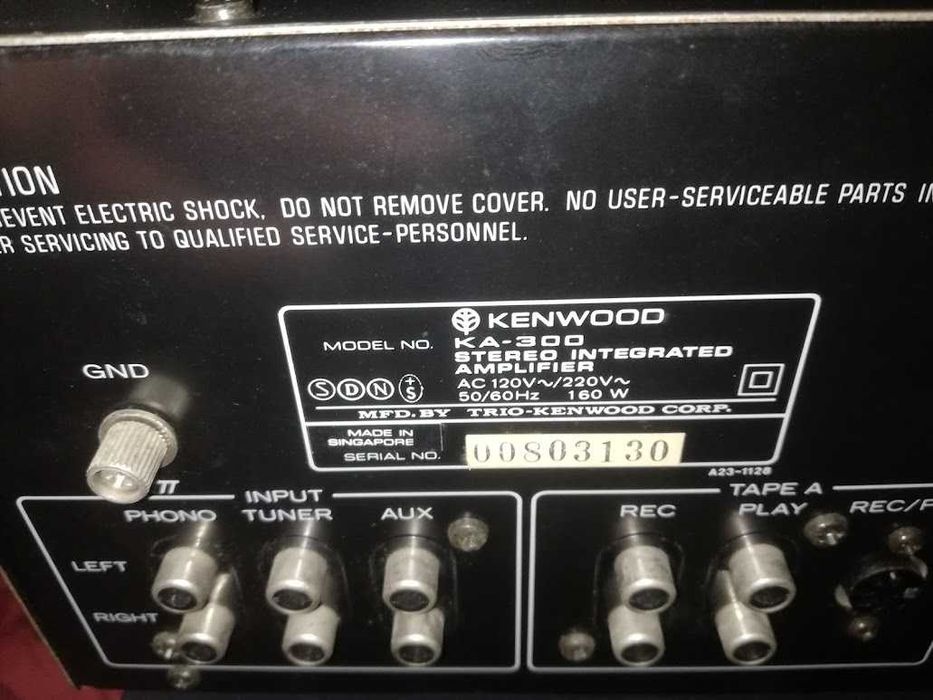 TION
REVENT ELECTRIC SHOCK, DO NOT REMOVE COVER. NO USER-SERVICEABLE PARTS IN
R SERVICING TO QUALIFIED SERVICE-PERSONNEL.
KENWOOD
MODEL NO. KA-300
STEREO INTEGRATED
AMPLIFIER
S D N +S
AC 120V~/220V~
50/60Hz 160 W
MFD. BY TRIO-KENWOOD CORP.
MADE IN
SINGAPORE
SERIAL NO. 00803130
A23-1128
GND
INPUT
PHONO TUNER AUX
LEFT
RIGHT
TAPE A
REC PLAY REC/P